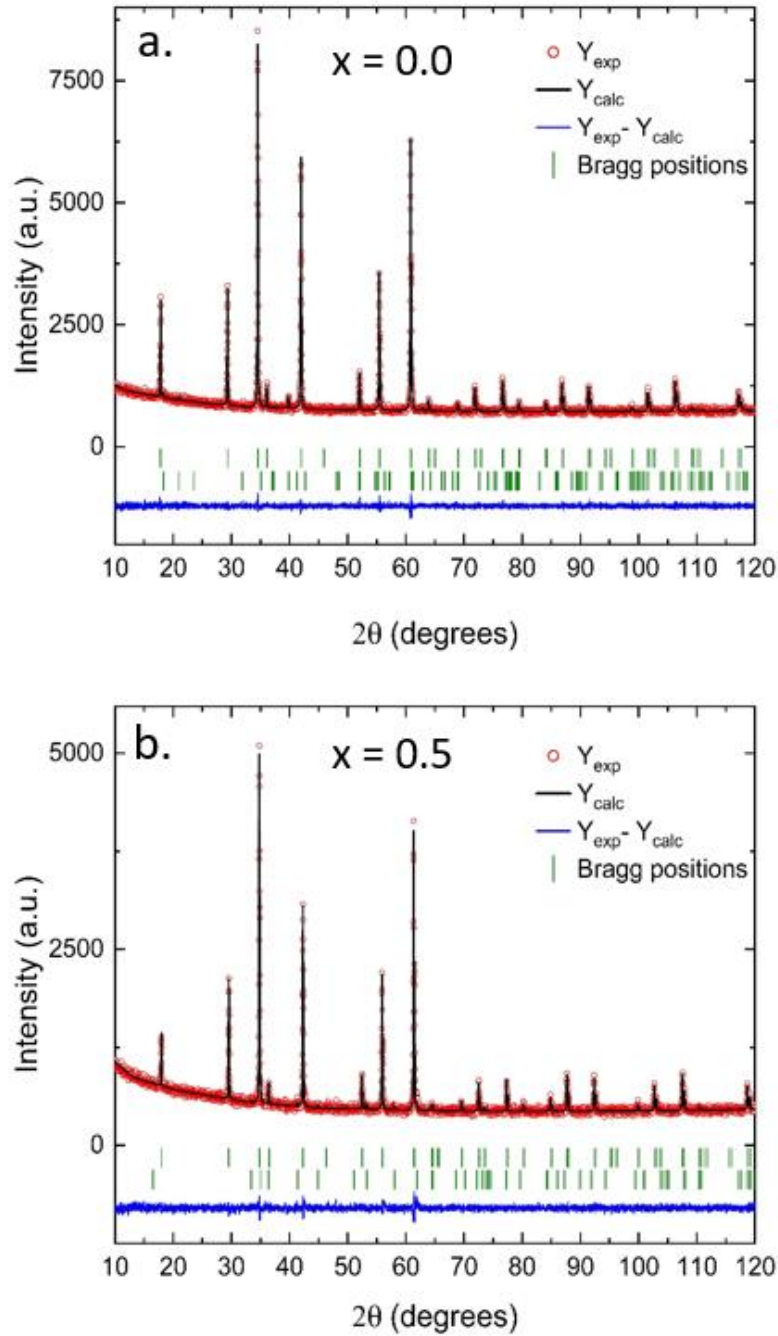 a.
x = 0.0
Y_exp
Y_calc
Y_exp- Y_calc
Bragg positions
Intensity (a.u.)
7500
5000
2500
0
10 20 30 40 50 60 70 80 90 100 110 120
2θ (degrees)
b.
x = 0.5
Y_exp
Y_calc
Y_exp- Y_calc
Bragg positions
Intensity (a.u.)
5000
2500
0
10 20 30 40 50 60 70 80 90 100 110 120
2θ (degrees)